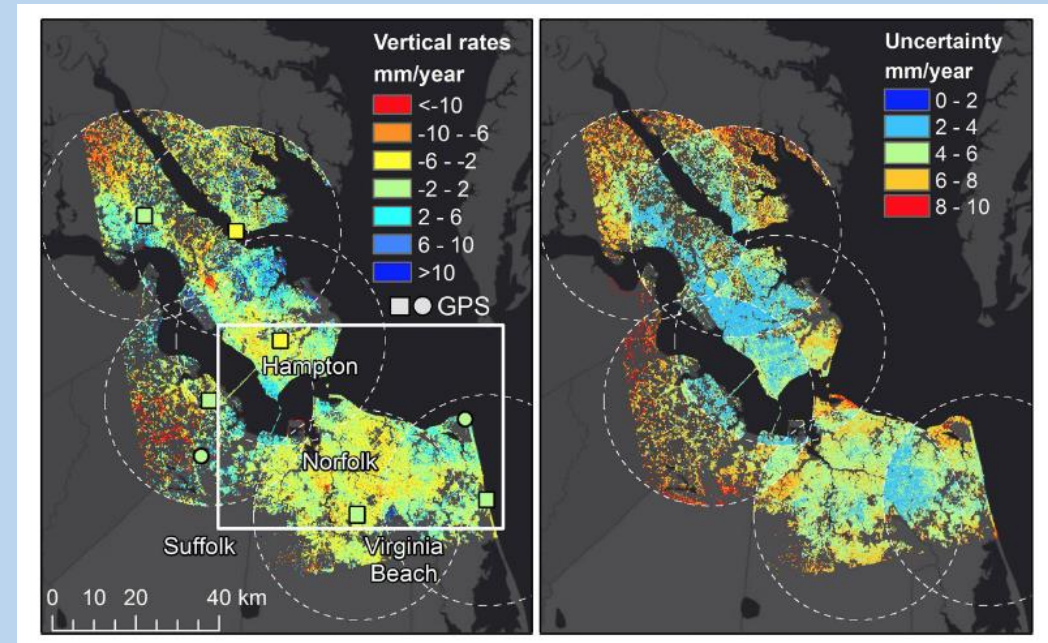 Vertical rates
mm/year
<-10
-10 - -6
-6 - -2
-2 - 2
2 - 6
6 - 10
>10
GPS
Hampton
Norfolk
Suffolk
Virginia
Beach
0 10 20 40 km
Uncertainty
mm/year
0 - 2
2 - 4
4 - 6
6 - 8
8 - 10